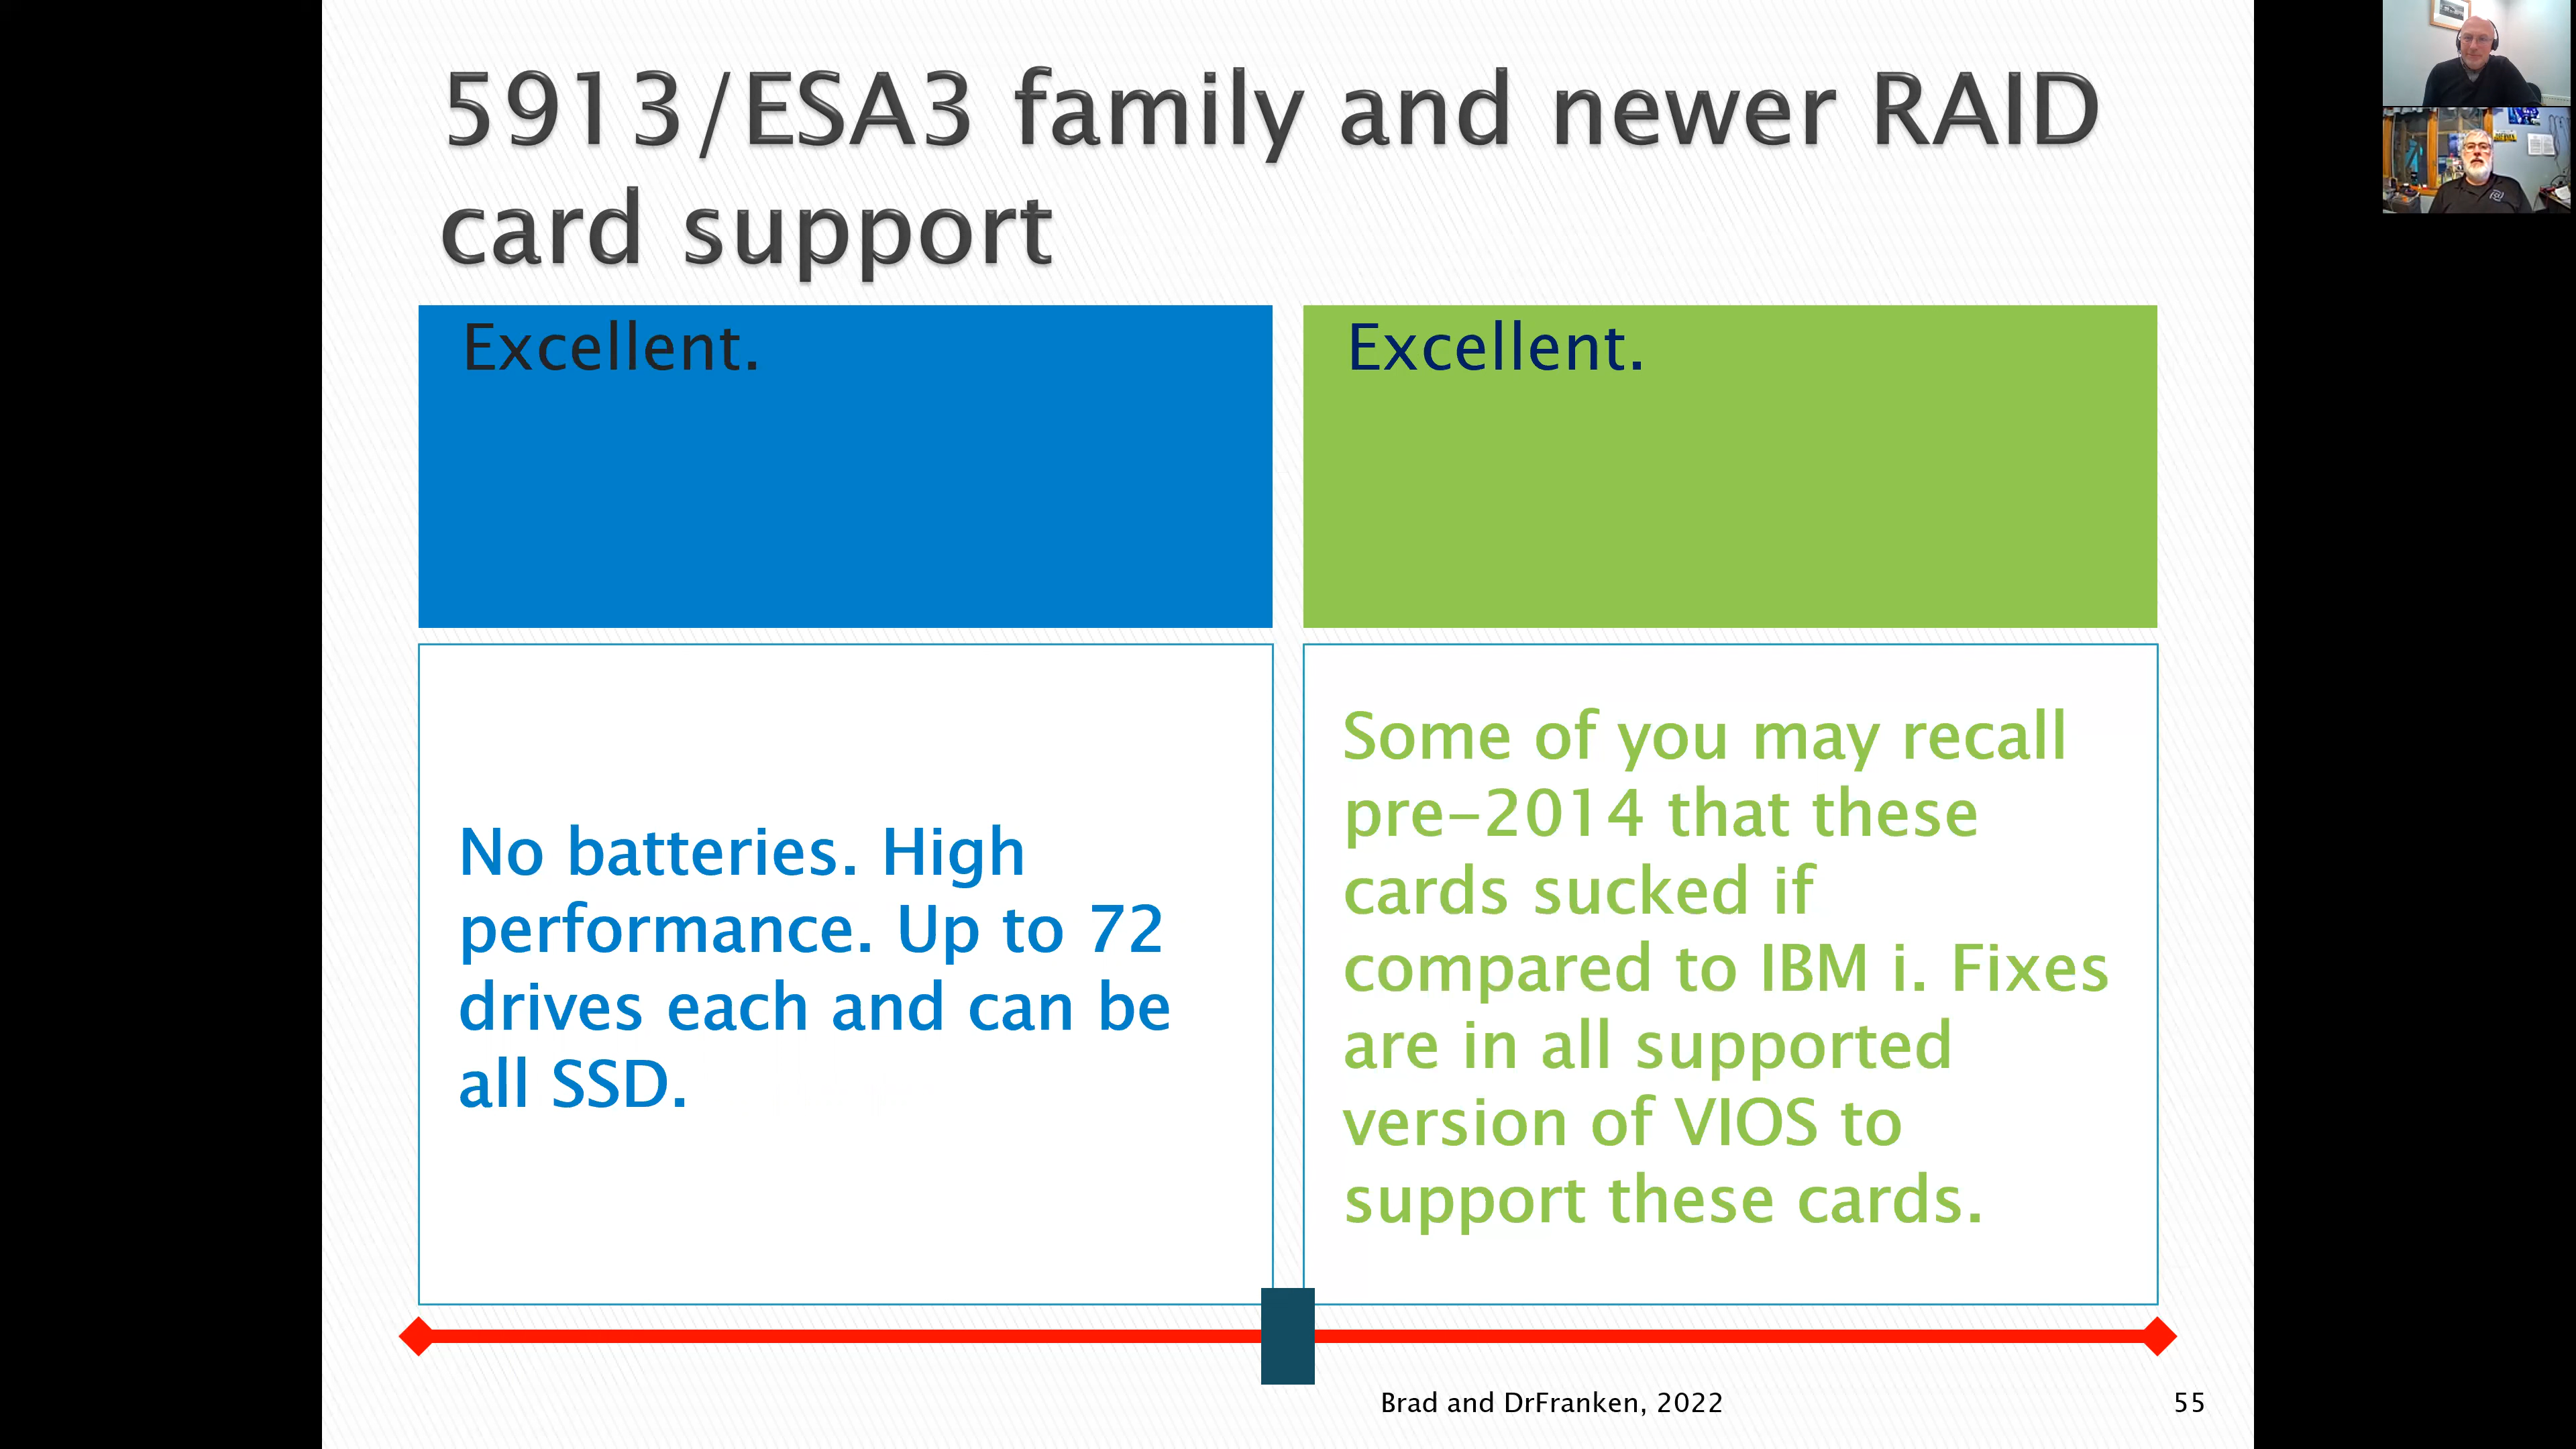 5913/ESA3 family and newer RAID
card support
Excellent.
Excellent.
No batteries. High
performance. Up to 72
drives each and can be
all SSD.
Some of you may recall
pre-2014 that these
cards sucked if
compared to IBM i. Fixes
are in all supported
version of VIOS to
support these cards.
Brad and DrFranken, 2022
55